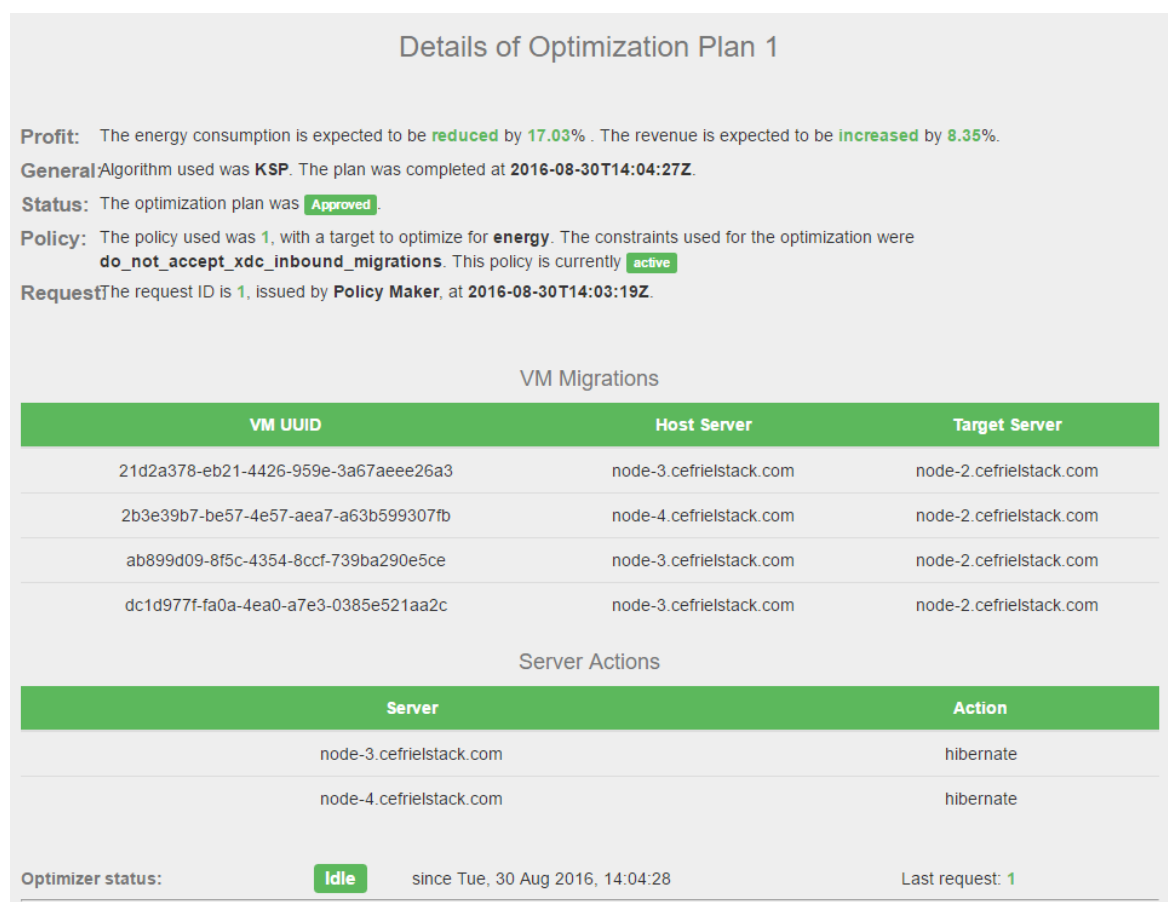 Details of Optimization Plan 1
Profit: The energy consumption is expected to be reduced by 17.03% . The revenue is expected to be increased by 8.35%.
General: Algorithm used was KSP. The plan was completed at 2016-08-30T14:04:27Z.
Status: The optimization plan was Approved.
Policy: The policy used was 1, with a target to optimize for energy. The constraints used for the optimization were
do_not_accept_xdc_inbound_migrations. This policy is currently active
Request: The request ID is 1, issued by Policy Maker, at 2016-08-30T14:03:19Z.
VM Migrations
VM UUID Host Server Target Server
21d2a378-eb21-4426-959e-3a67aeee26a3 node-3.cefrielstack.com node-2.cefrielstack.com
2b3e39b7-be57-4e57-aea7-a63b599307fb node-4.cefrielstack.com node-2.cefrielstack.com
ab899d09-8f5c-4354-8ccf-739ba290e5ce node-3.cefrielstack.com node-2.cefrielstack.com
dc1d977f-fa0a-4ea0-a7e3-0385e521aa2c node-3.cefrielstack.com node-2.cefrielstack.com
Server Actions
Server Action
node-3.cefrielstack.com hibernate
node-4.cefrielstack.com hibernate
Optimizer status: Idle since Tue, 30 Aug 2016, 14:04:28 Last request: 1